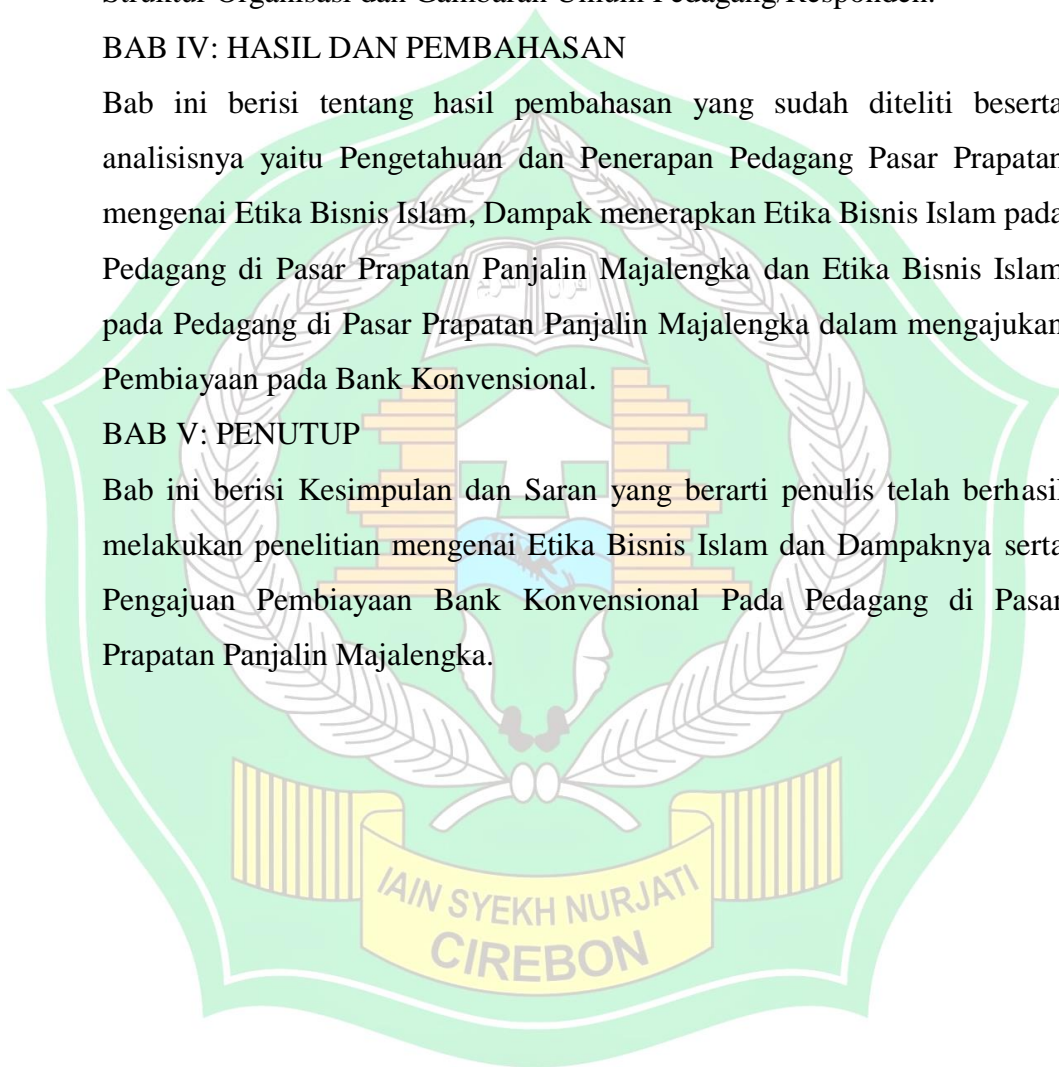 Struktur Organisasi dan Gambaran Umum Pedagang/Responden.
BAB IV: HASIL DAN PEMBAHASAN
Bab ini berisi tentang hasil pembahasan yang sudah diteliti beserta
analisisnya yaitu Pengetahuan dan Penerapan Pedagang Pasar Prapatan
mengenai Etika Bisnis Islam, Dampak menerapkan Etika Bisnis Islam pada
Pedagang di Pasar Prapatan Panjalin Majalengka dan Etika Bisnis Islam
pada Pedagang di Pasar Prapatan Panjalin Majalengka dalam mengajukan
Pembiayaan pada Bank Konvensional.
BAB V: PENUTUP
Bab ini berisi Kesimpulan dan Saran yang berarti penulis telah berhasil
melakukan penelitian mengenai Etika Bisnis Islam dan Dampaknya serta
Pengajuan Pembiayaan Bank Konvensional Pada Pedagang di Pasar
Prapatan Panjalin Majalengka.
IAIN SYEKH NURJATI
CIREBON